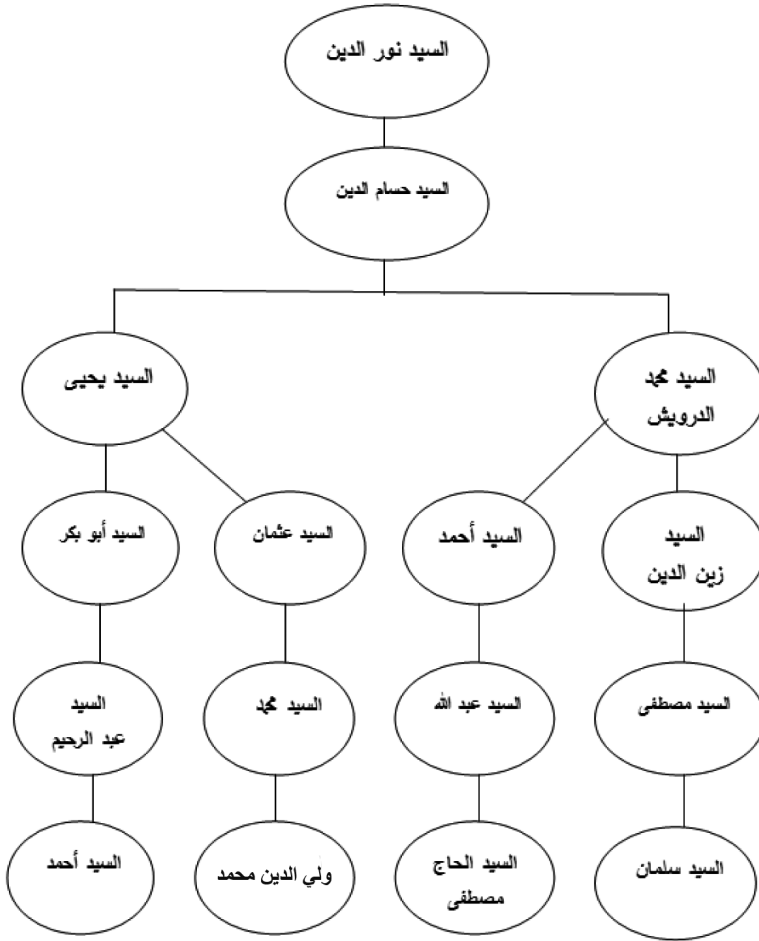 السيد نور الدين
السيد حسام الدين
السيد محمد
الدرويش
السيد يحيى
السيد
زين الدين
السيد أحمد
السيد عثمان
السيد أبو بكر
السيد مصطفى
السيد عبد الله
السيد محمد
السيد
عبد الرحيم
السيد سلمان
السيد الحاج
مصطفى
ولي الدين محمد
السيد أحمد